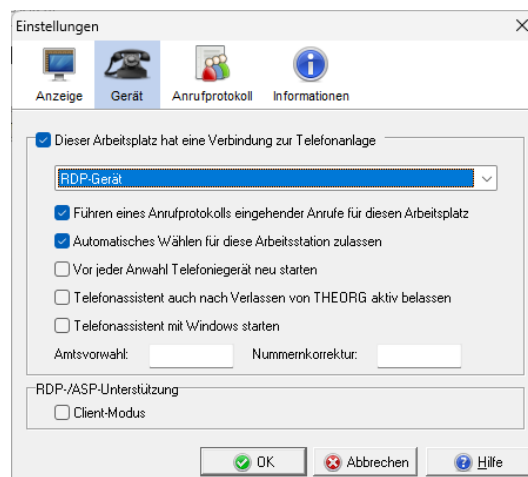 Einstellungen
Anzeige Gerät Anrufprotokoll Informationen
Dieser Arbeitsplatz hat eine Verbindung zur Telefonanlage
RDP-Gerät
Führen eines Anrufprotokolls eingehender Anrufe für diesen Arbeitsplatz
Automatisches Wählen für diese Arbeitsstation zulassen
Vor jeder Anwahl Telefoniegerät neu starten
Telefonassistent auch nach Verlassen von THEORG aktiv belassen
Telefonassistent mit Windows starten
Amtsvorwahl: Nummernkorrektur:
RDP-/ASP-Unterstützung
Client-Modus
OK Abbrechen Hilfe